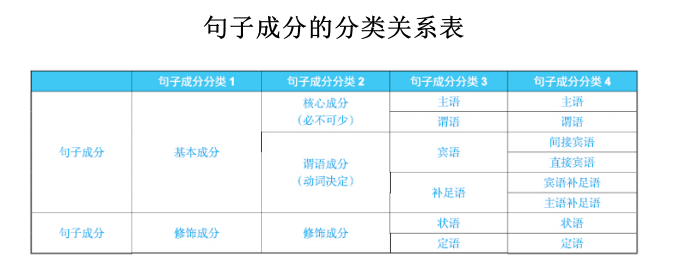 句子成分的分类关系表
句子成分分类 1 句子成分分类 2 句子成分分类 3 句子成分分类 4
核心成分
(必不可少)
主语 主语
谓语 谓语
句子成分 基本成分
谓语成分
(动词决定)
宾语
间接宾语
直接宾语
补足语
宾语补足语
主语补足语
句子成分 修饰成分 修饰成分
状语 状语
定语 定语